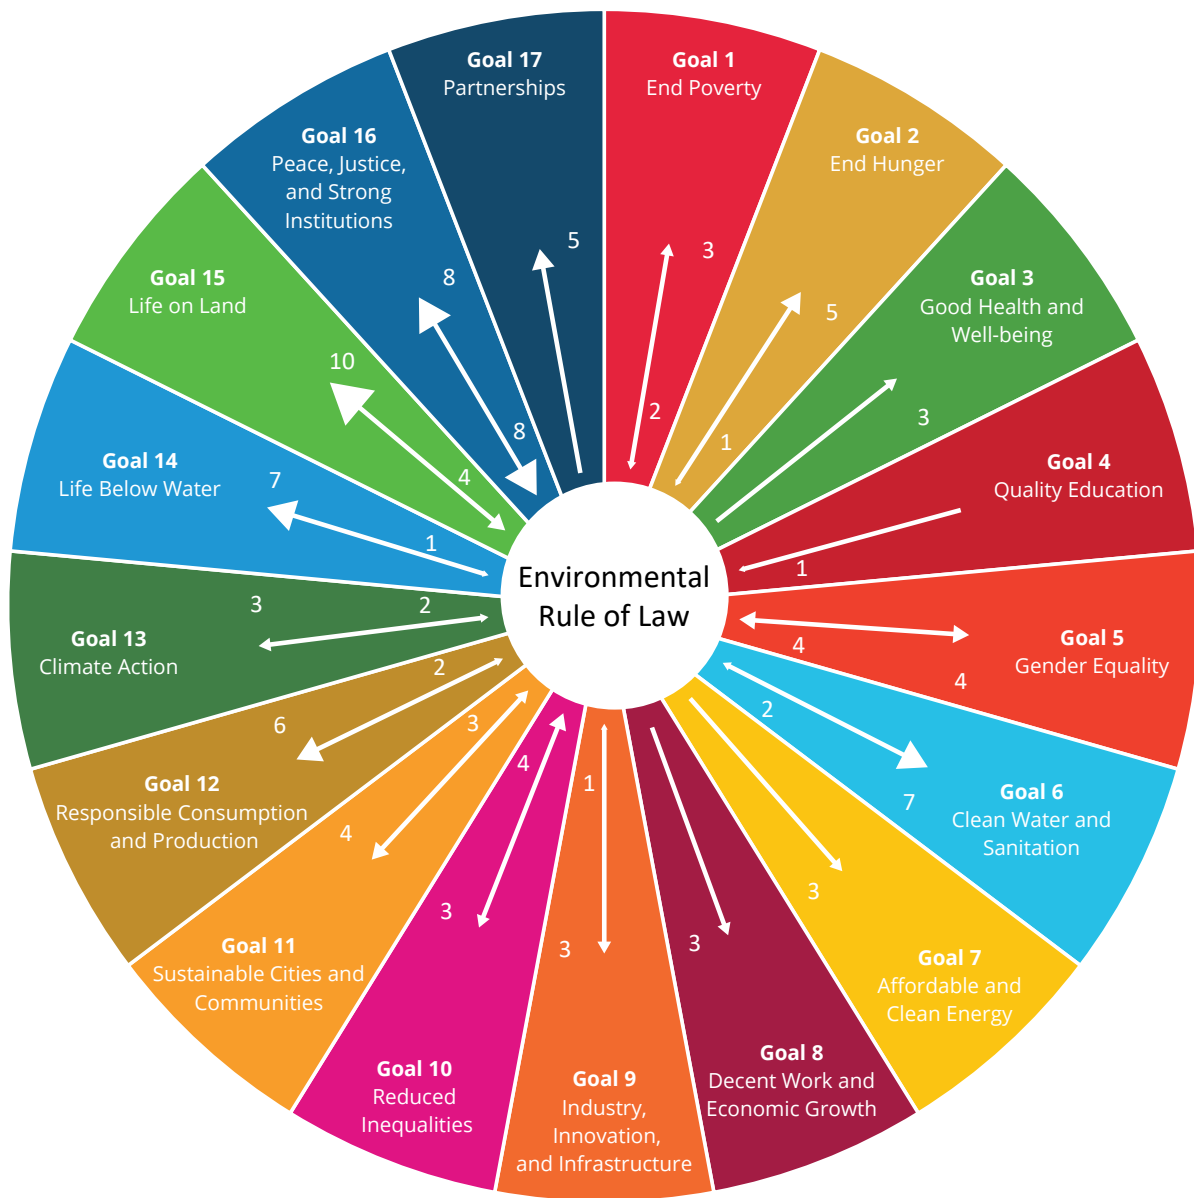 Goal 17
Partnerships
5
Goal 1
End Poverty
3
2
Goal 2
End Hunger
5
1
Goal 3
Good Health and
Well-being
3
Goal 4
Quality Education
1
Goal 5
Gender Equality
4
4
Goal 6
Clean Water and
Sanitation
2
7
Goal 7
Affordable and
Clean Energy
3
Goal 8
Decent Work and
Economic Growth
3
Goal 9
Industry,
Innovation,
and Infrastructure
1
3
Goal 10
Reduced
Inequalities
4
3
Goal 11
Sustainable Cities and
Communities
3
4
Goal 12
Responsible Consumption
and Production
2
6
Goal 13
Climate Action
3
2
Goal 14
Life Below Water
7
1
Goal 15
Life on Land
10
4
Goal 16
Peace, Justice,
and Strong
Institutions
8
8
Environmental
Rule of Law